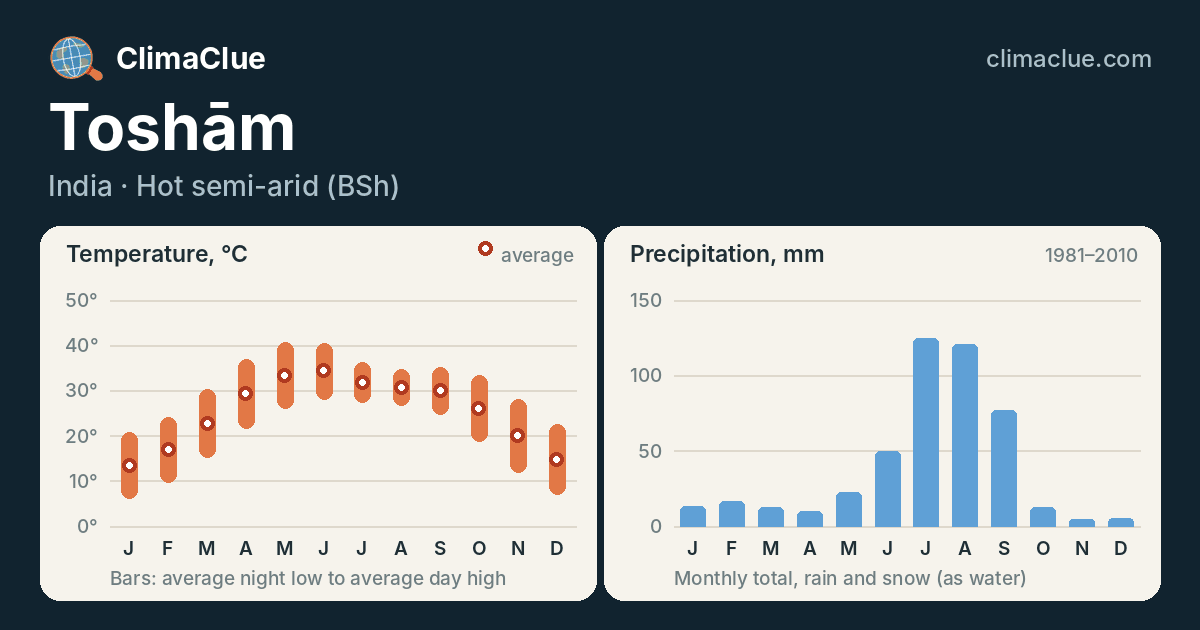 ClimaClue
climaclue.com
Toshām
India · Hot semi-arid (BSh)
Temperature, °C
average
50°
40°
30°
20°
10°
0°
J F M A M J J A S O N D
Bars: average night low to average day high
Precipitation, mm
1981–2010
150
100
50
0
J F M A M J J A S O N D
Monthly total, rain and snow (as water)